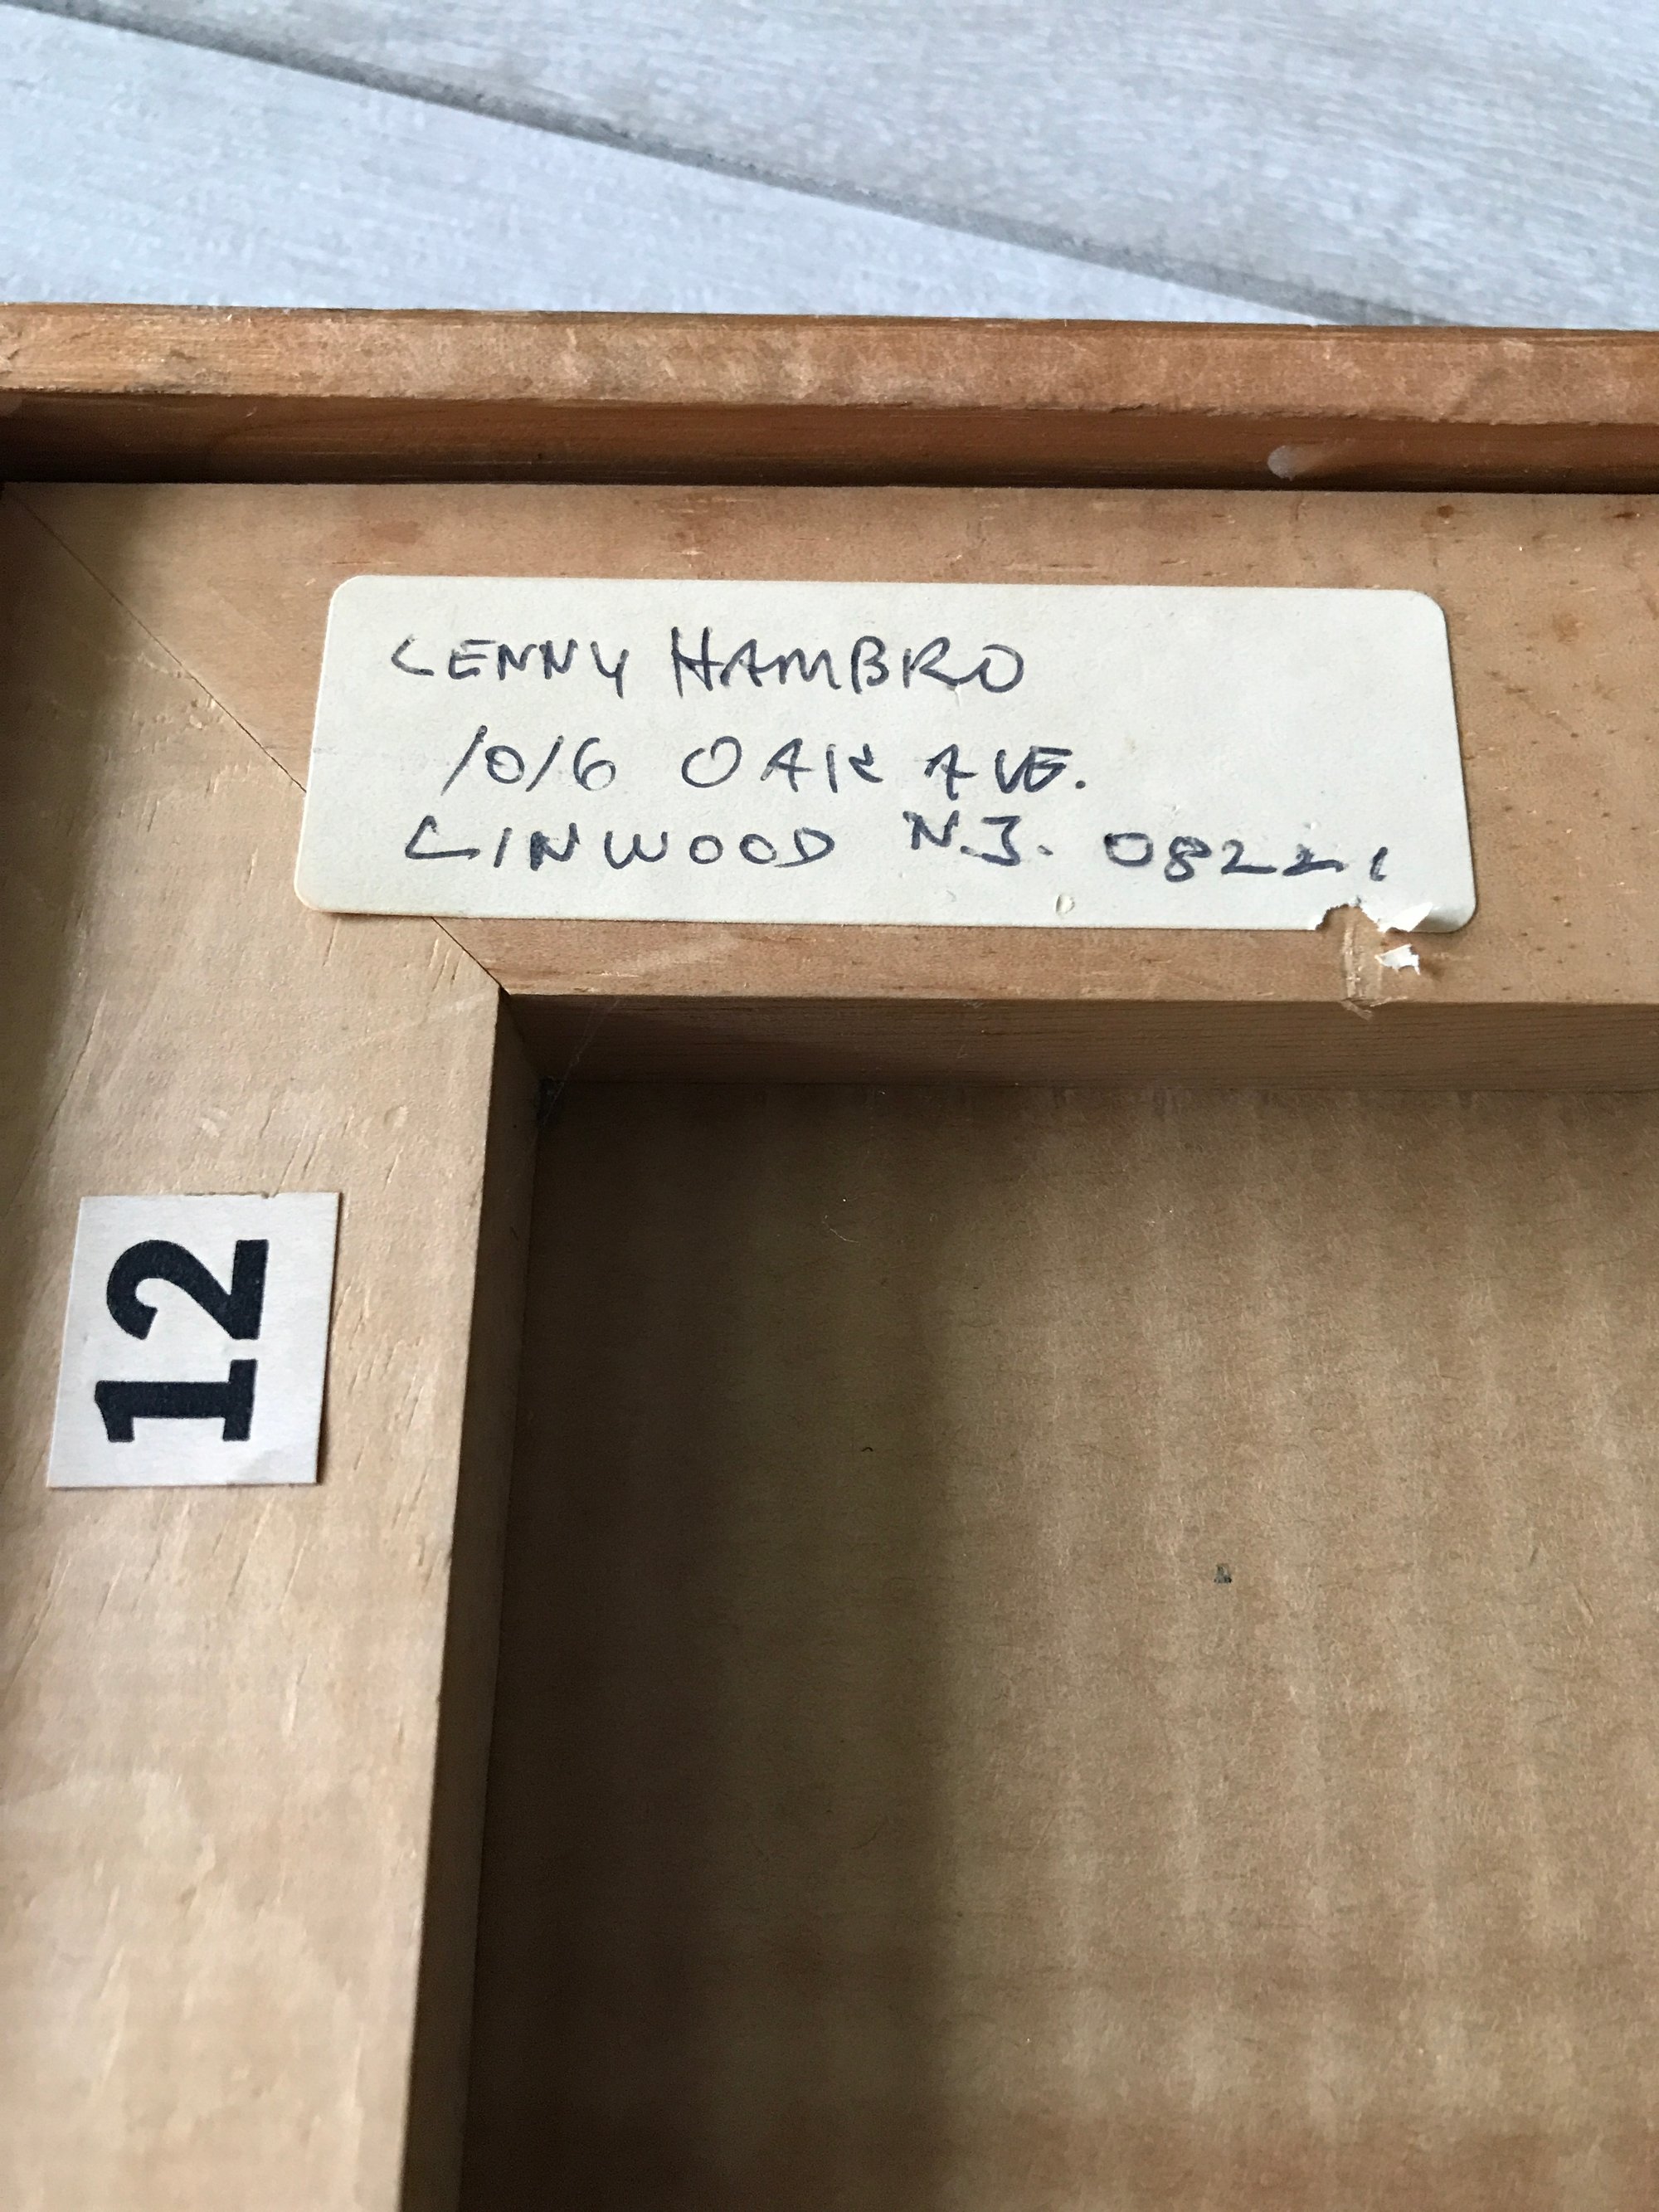 LENNY HAMBRO
1016 OAK AVE.
LINWOOD N.J. 08221
12